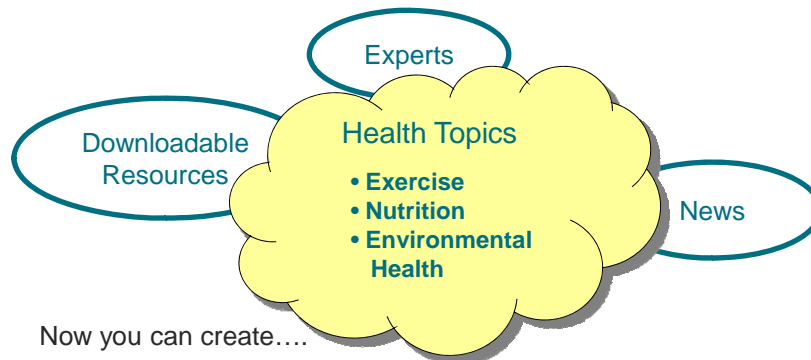 Experts
Downloadable
Resources
Health Topics
• Exercise
• Nutrition
• Environmental
Health
News
Now you can create….